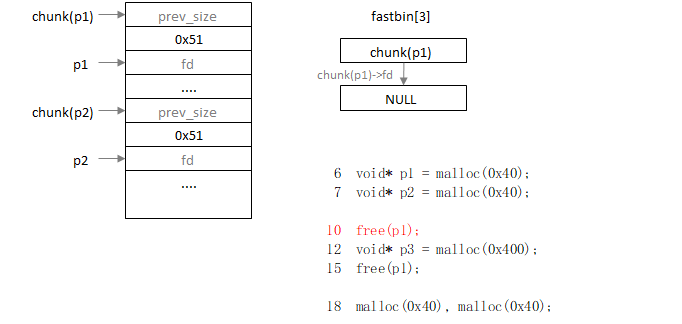 chunk(p1)
prev_size
0x51
p1
fd
....
chunk(p2)
prev_size
0x51
p2
fd
....
fastbin[3]
chunk(p1)
chunk(p1)->fd
NULL
6 void* p1 = malloc(0x40);
7 void* p2 = malloc(0x40);
10 free(p1);
12 void* p3 = malloc(0x400);
15 free(p1);
18 malloc(0x40), malloc(0x40);